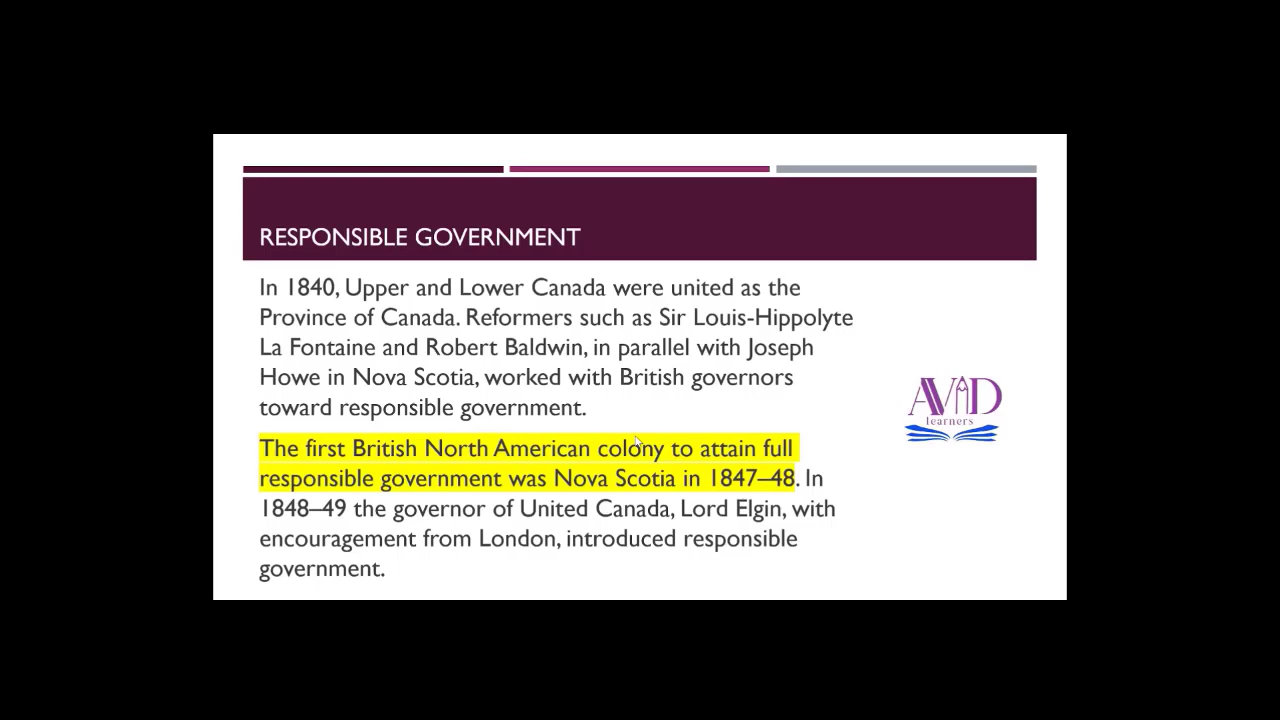 RESPONSIBLE GOVERNMENT
In 1840, Upper and Lower Canada were united as the
Province of Canada. Reformers such as Sir Louis-Hippolyte
La Fontaine and Robert Baldwin, in parallel with Joseph
Howe in Nova Scotia, worked with British governors
toward responsible government.
The first British North American colony to attain full
responsible government was Nova Scotia in 1847–48. In
1848–49 the governor of United Canada, Lord Elgin, with
encouragement from London, introduced responsible
government.
AViD
learners